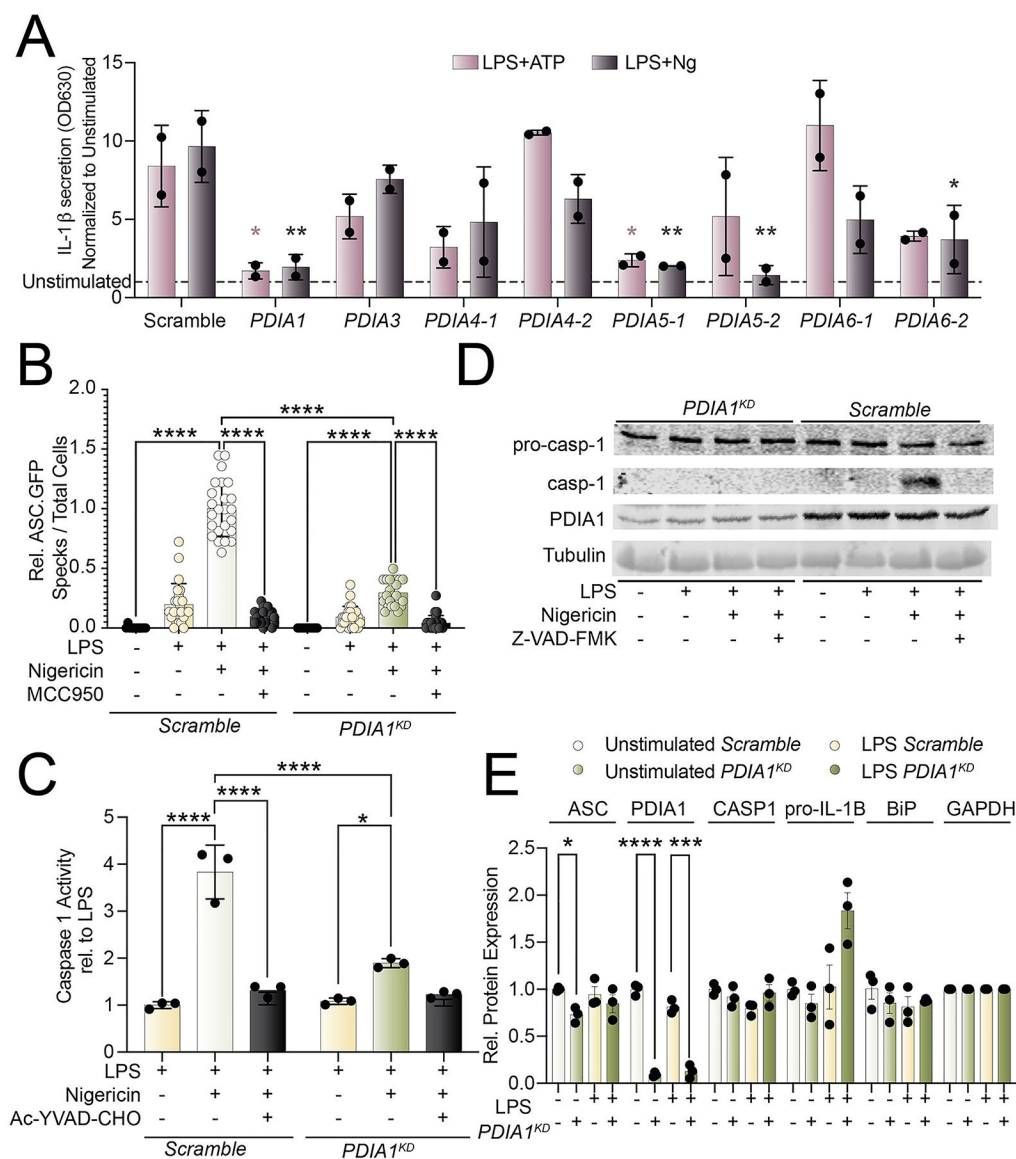 A
IL-1β secretion (OD630)
Normalized to Unstimulated
15
10
5
0
Unstimulated
LPS+ATP
LPS+Ng
* ** * ** ** *
Scramble PDIA1 PDIA3 PDIA4-1 PDIA4-2 PDIA5-1 PDIA5-2 PDIA6-1 PDIA6-2
B
Rel. ASC.GFP
Specks / Total Cells
2.0
1.5
1.0
0.5
0.0
****
**** **** **** ****
LPS - + + + - + + +
Nigericin - - + + - - + +
MCC950 - - - + - - - +
Scramble PDIA1KD
D
PDIA1KD Scramble
pro-casp-1
casp-1
PDIA1
Tubulin
LPS - + + + - + + +
Nigericin - - + + - - + +
Z-VAD-FMK - - - + - - - +
C
Caspase 1 Activity
rel. to LPS
5
4
3
2
1
0
****
****
**** *
LPS + + + + + +
Nigericin - + + - + +
Ac-YVAD-CHO - - + - - +
Scramble PDIA1KD
E
Unstimulated Scramble LPS Scramble
Unstimulated PDIA1KD LPS PDIA1KD
ASC PDIA1 CASP1 pro-IL-1B BiP GAPDH
Rel. Protein Expression
2.5
2.0
1.5
1.0
0.5
0.0
* **** ***
LPS - - + + - - + + - - + + - - + + - - + + - - + +
PDIA1KD - + - + - + - + - + - + - + - + - + - + - + - +